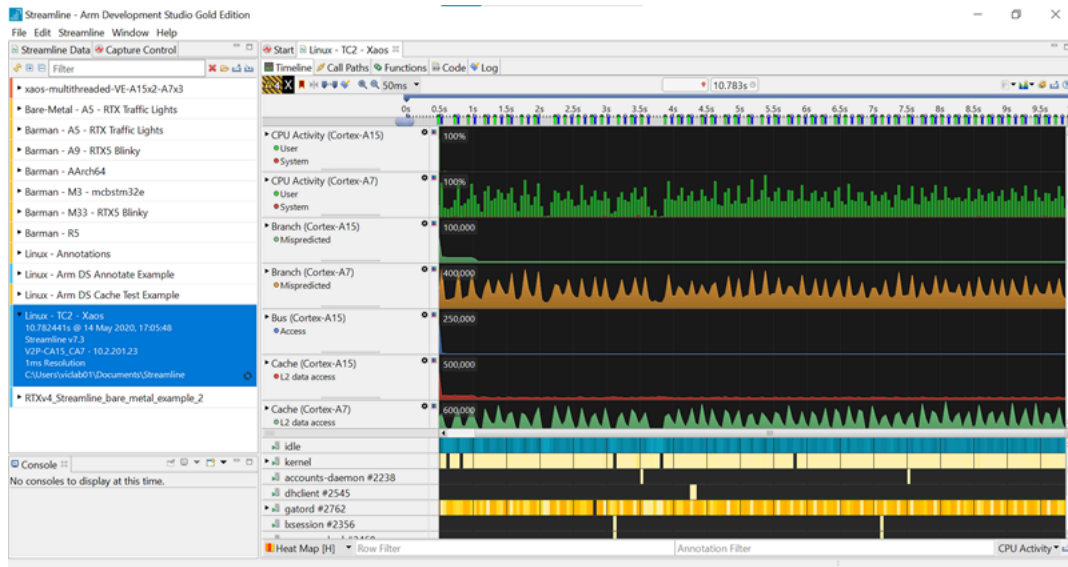 Streamline - Arm Development Studio Gold Edition
File Edit Streamline Window Help
Streamline Data Capture Control
Start Linux - TC2 - Xaos
Filter
Timeline Call Paths Functions Code Log
50ms
10.783s
xaos-multithreaded-VE-A15x2-A7x3
Bare-Metal - A5 - RTX Traffic Lights
Barman - A5 - RTX Traffic Lights
Barman - A9 - RTX5 Blinky
Barman - AArch64
Barman - M3 - mcbstm32e
Barman - M33 - RTX5 Blinky
Barman - R5
Linux - Annotations
Linux - Arm DS Annotate Example
Linux - Arm DS Cache Test Example
Linux - TC2 - Xaos
10.782441s @ 14 May 2020, 17:05:48
Streamline v7.3
V2P-CA15_CA7 - 10.2.201.23
1ms Resolution
C:\Users\viclab01\Documents\Streamline
RTXv4_Streamline_bare_metal_example_2
Console
No consoles to display at this time.
0s 0.5s 1s 1.5s 2s 2.5s 3s 3.5s 4s 4.5s 5s 5.5s 6s 6.5s 7s 7.5s 8s 8.5s 9s 9.5s
CPU Activity (Cortex-A15)
User
System
100%
CPU Activity (Cortex-A7)
User
System
100%
Branch (Cortex-A15)
Mispredicted
100,000
Branch (Cortex-A7)
Mispredicted
400,000
Bus (Cortex-A15)
Access
250,000
Cache (Cortex-A15)
L2 data access
500,000
Cache (Cortex-A7)
L2 data access
600,000
idle
kernel
accounts-daemon #2238
dhclient #2545
gatord #2762
lxsession #2356
Heat Map [H] Row Filter
Annotation Filter
CPU Activity